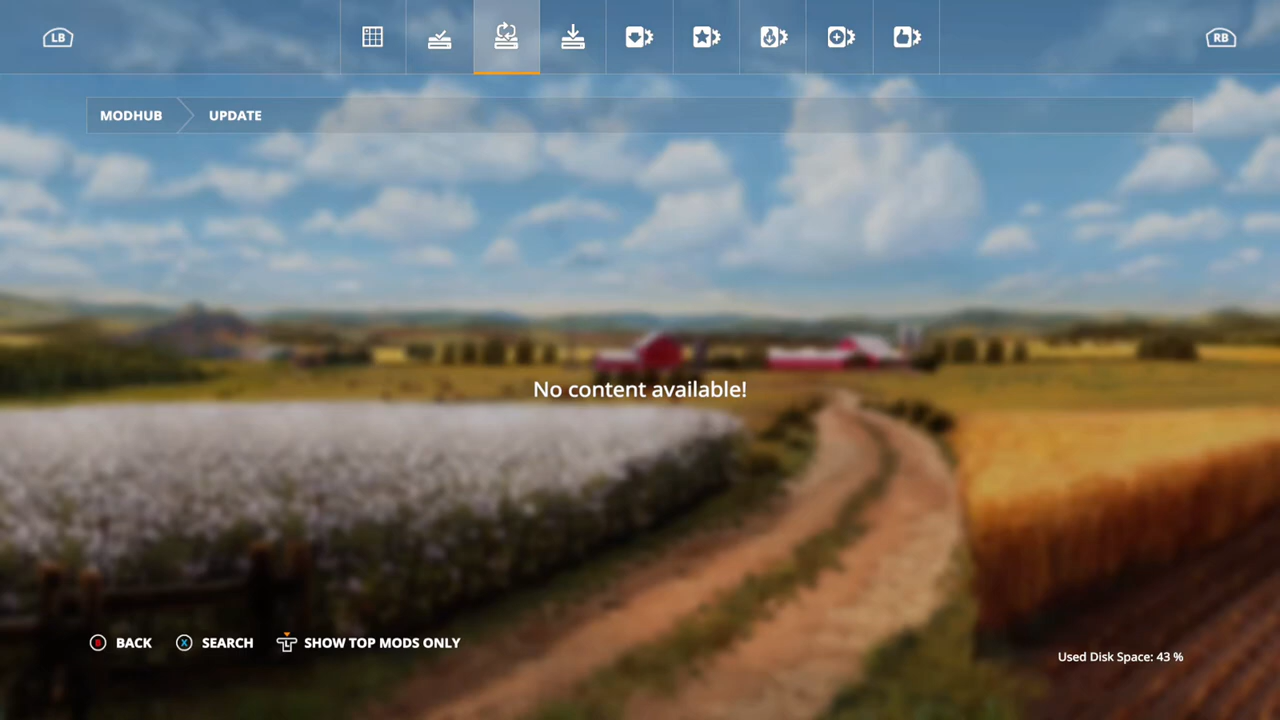 LB
RB
MODHUB
UPDATE
No content available!
BACK
X
SEARCH
SHOW TOP MODS ONLY
Used Disk Space: 43 %